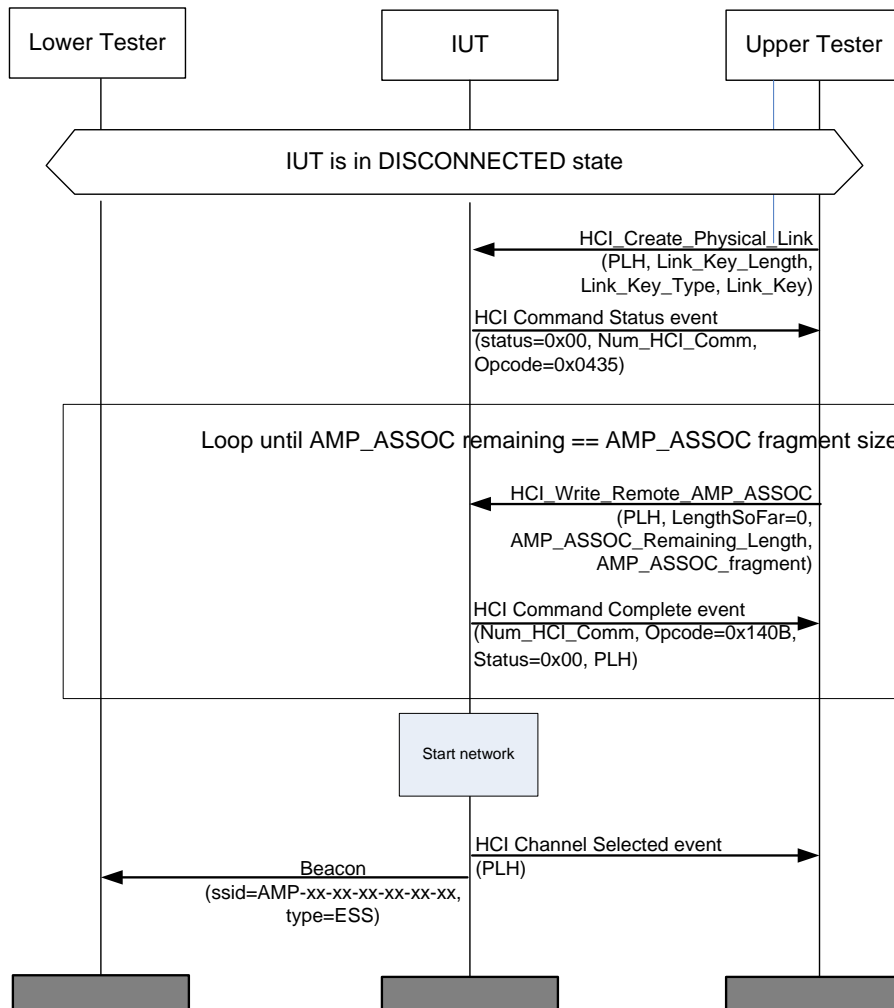 Lower Tester
IUT
Upper Tester
IUT is in DISCONNECTED state
HCI_Create_Physical_Link
(PLH, Link_Key_Length,
Link_Key_Type, Link_Key)
HCI Command Status event
(status=0x00, Num_HCI_Comm,
Opcode=0x0435)
Loop until AMP_ASSOC remaining == AMP_ASSOC fragment size
HCI_Write_Remote_AMP_ASSOC
(PLH, LengthSoFar=0,
AMP_ASSOC_Remaining_Length,
AMP_ASSOC_fragment)
HCI Command Complete event
(Num_HCI_Comm, Opcode=0x140B,
Status=0x00, PLH)
Start network
HCI Channel Selected event
(PLH)
Beacon
(ssid=AMP-xx-xx-xx-xx-xx-xx,
type=ESS)